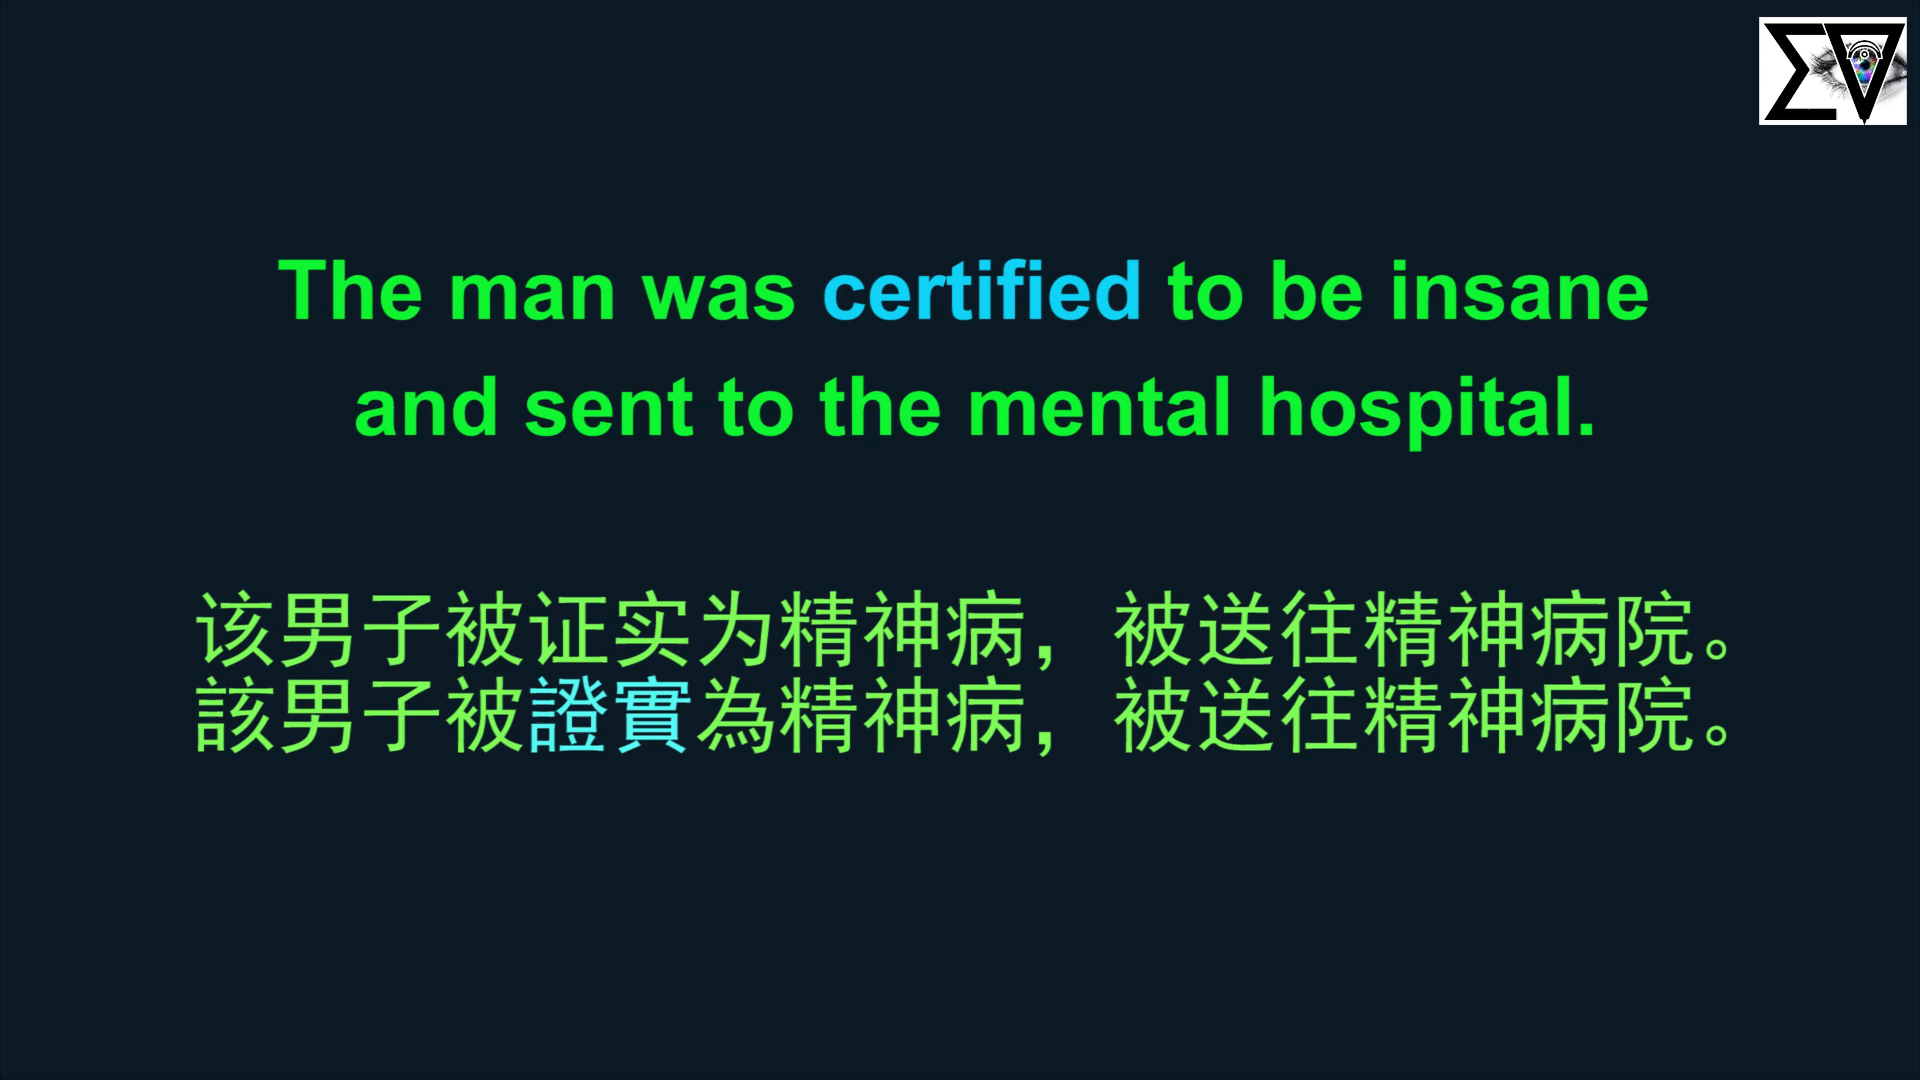 The man was certified to be insane
and sent to the mental hospital.
该男子被证实为精神病，被送往精神病院。
該男子被證實為精神病，被送往精神病院。